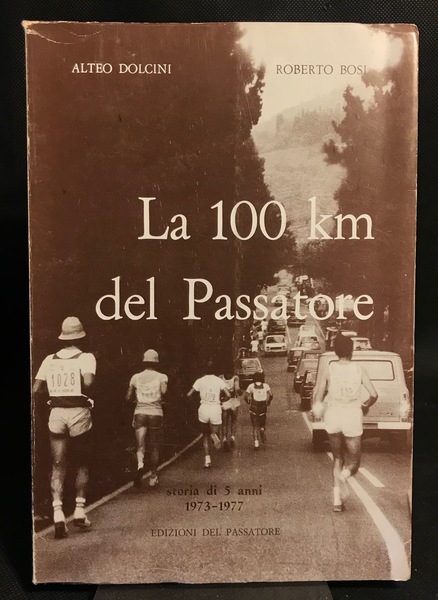 ALTEO DOLCINI
ROBERTO BOSI
La 100 km
del Passatore
1028
storia di 5 anni
1973-1977
EDIZIONI DEL PASSATORE